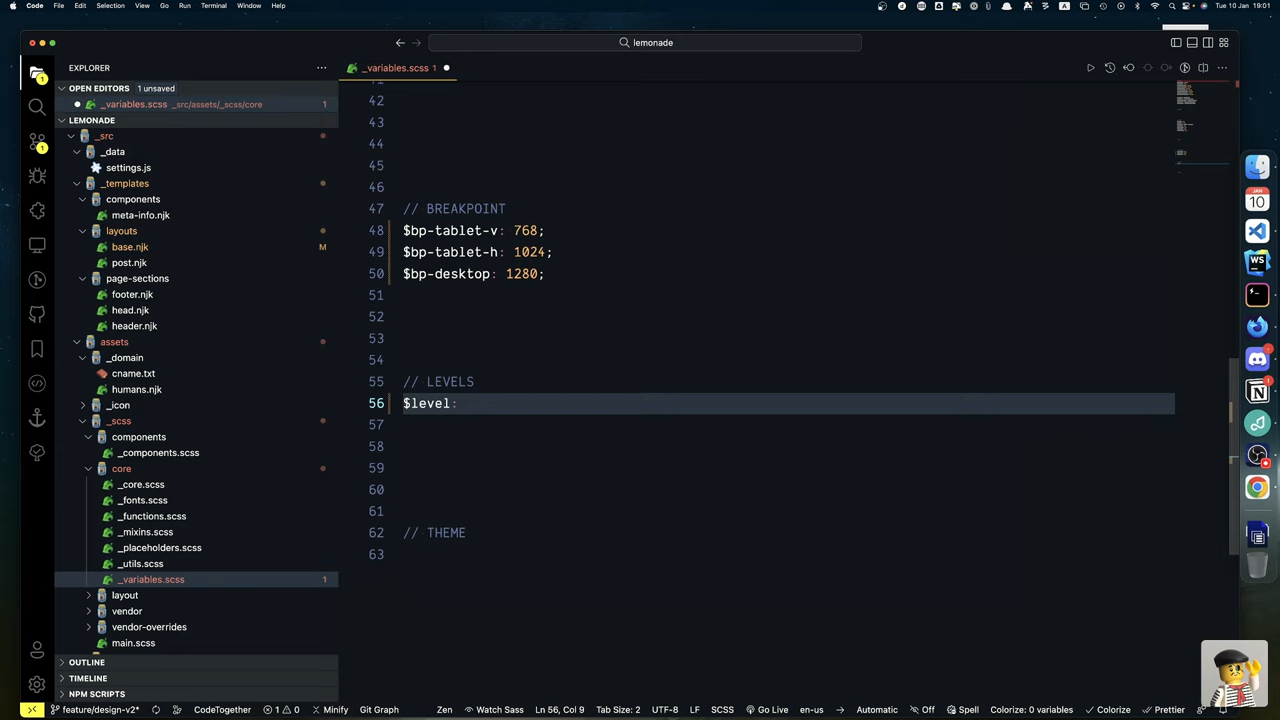 Code File Edit Selection View Go Run Terminal Window Help
Tue 10 Jan 19:01
lemonade
EXPLORER
_variables.scss 1
OPEN EDITORS 1 unsaved
_variables.scss _src/assets/_scss/core 1
LEMONADE
_src
_data
settings.js
_templates
components
meta-info.njk
layouts
base.njk M
post.njk
page-sections
footer.njk
head.njk
header.njk
assets
_domain
cname.txt
humans.njk
_icon
_scss
components
_components.scss
core
_core.scss
_fonts.scss
_functions.scss
_mixins.scss
_placeholders.scss
_utils.scss
_variables.scss 1
layout
vendor
vendor-overrides
main.scss
OUTLINE
TIMELINE
NPM SCRIPTS
42
43
44
45
46
47 // BREAKPOINT
48 $bp-tablet-v: 768;
49 $bp-tablet-h: 1024;
50 $bp-desktop: 1280;
51
52
53
54
55 // LEVELS
56 $level:
57
58
59
60
61
62 // THEME
63
feature/design-v2* CodeTogether 1 0 Minify Git Graph Zen Watch Sass Ln 56, Col 9 Tab Size: 2 UTF-8 LF SCSS Go Live en-us Automatic Off Spell Colorize: 0 variables Colorize Prettier